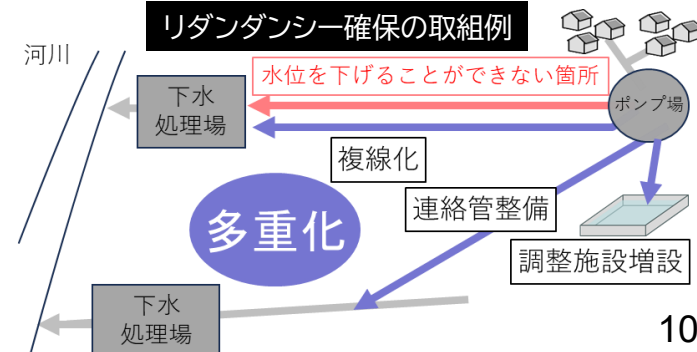 リダンダンシー確保の取組例
河川
水位を下げることができない箇所
下水
処理場
ポンプ場
複線化
連絡管整備
多重化
調整施設増設
下水
処理場
10